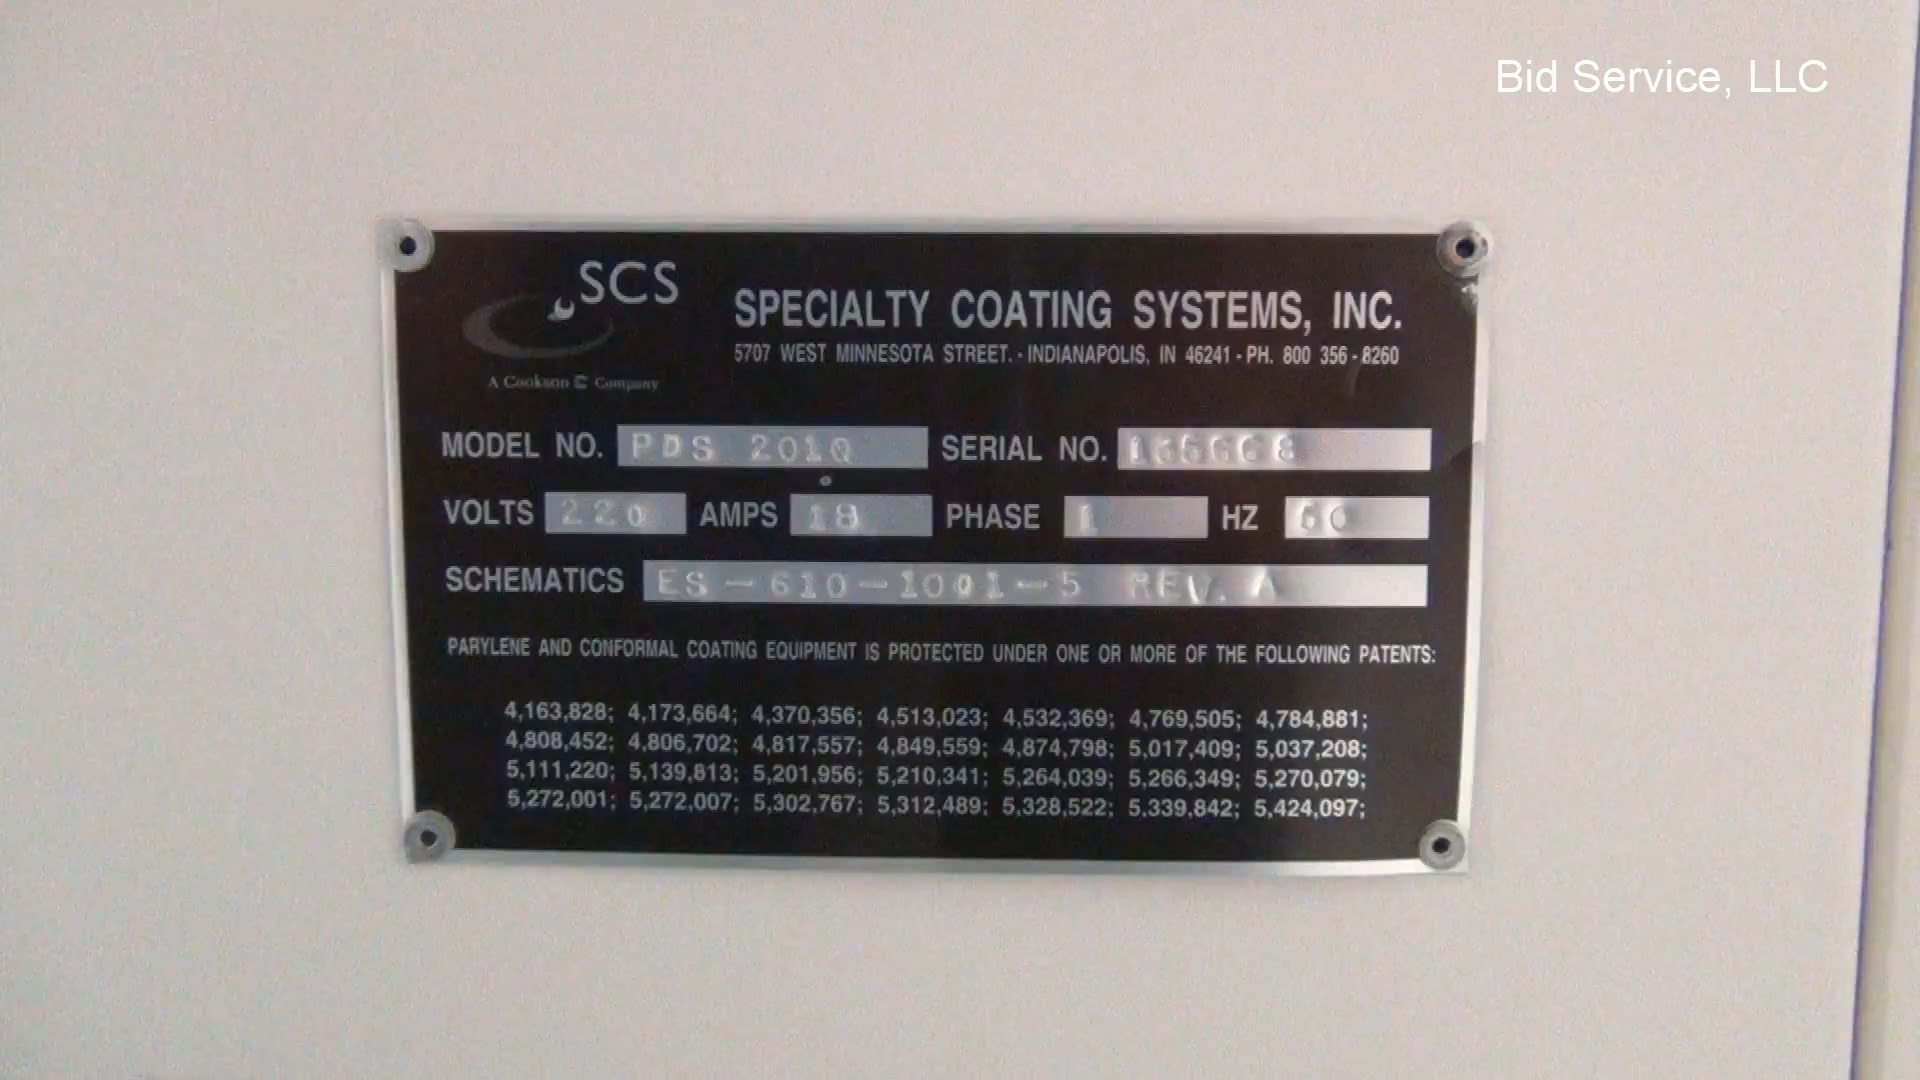 Bid Service, LLC
SCS
A Cookson C Company
SPECIALTY COATING SYSTEMS, INC.
5707 WEST MINNESOTA STREET. - INDIANAPOLIS, IN 46241 - PH. 800 356 - 8260
MODEL NO. PDS 2010 SERIAL NO.
VOLTS 220 AMPS 18 PHASE 1 HZ 60
SCHEMATICS ES-610-1001-5 REV. A
PARYLENE AND CONFORMAL COATING EQUIPMENT IS PROTECTED UNDER ONE OR MORE OF THE FOLLOWING PATENTS:
4,163,828; 4,173,664; 4,370,356; 4,513,023; 4,532,369; 4,769,505; 4,784,881;
4,808,452; 4,806,702; 4,817,557; 4,849,559; 4,874,798; 5,017,409; 5,037,208;
5,111,220; 5,139,813; 5,201,956; 5,210,341; 5,264,039; 5,266,349; 5,270,079;
5,272,001; 5,272,007; 5,302,767; 5,312,489; 5,328,522; 5,339,842; 5,424,097;